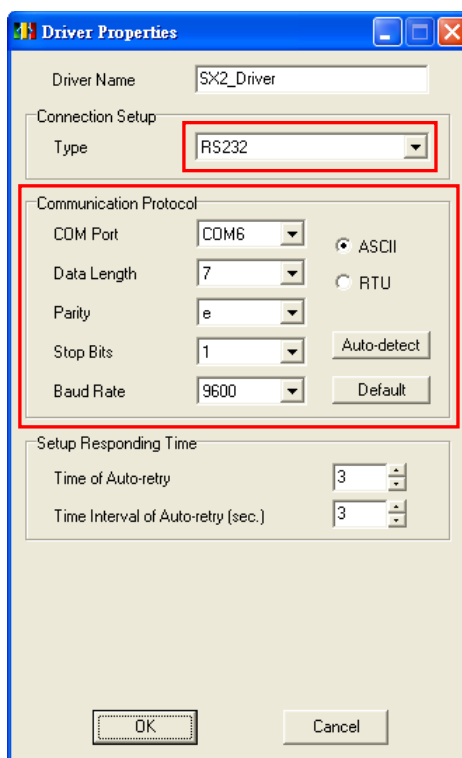 Driver Properties
Driver Name SX2_Driver
Connection Setup
Type RS232
Communication Protocol
COM Port COM6 ASCII
Data Length 7 RTU
Parity e
Stop Bits 1 Auto-detect
Baud Rate 9600 Default
Setup Responding Time
Time of Auto-retry 3
Time Interval of Auto-retry (sec.) 3
OK Cancel